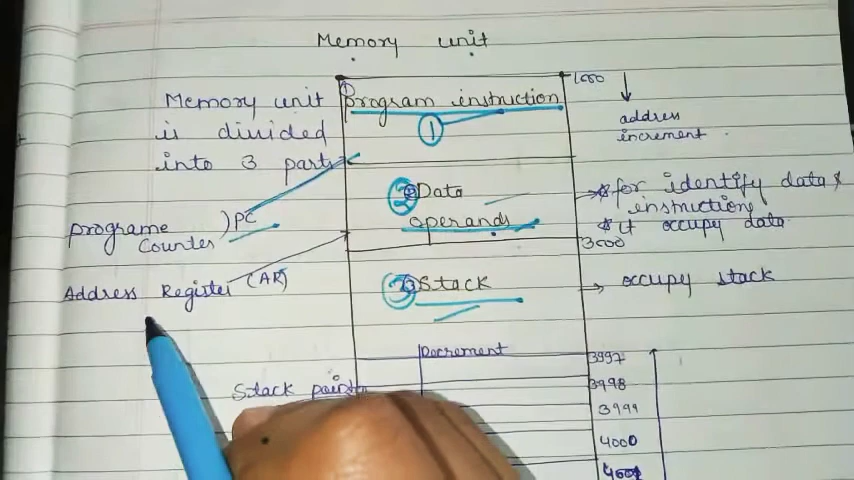 Memory unit
Memory unit
is divided
into 3 parts
Program instruction
1
1000
address
increment
2 Data
operands
for identify data &
instructions
it occupy data
Programe
Counter
PC
3000
Address Register (AR)
3 Stack
occupy stack
Decrement
3997
3998
3999
4000
4001
Stack point